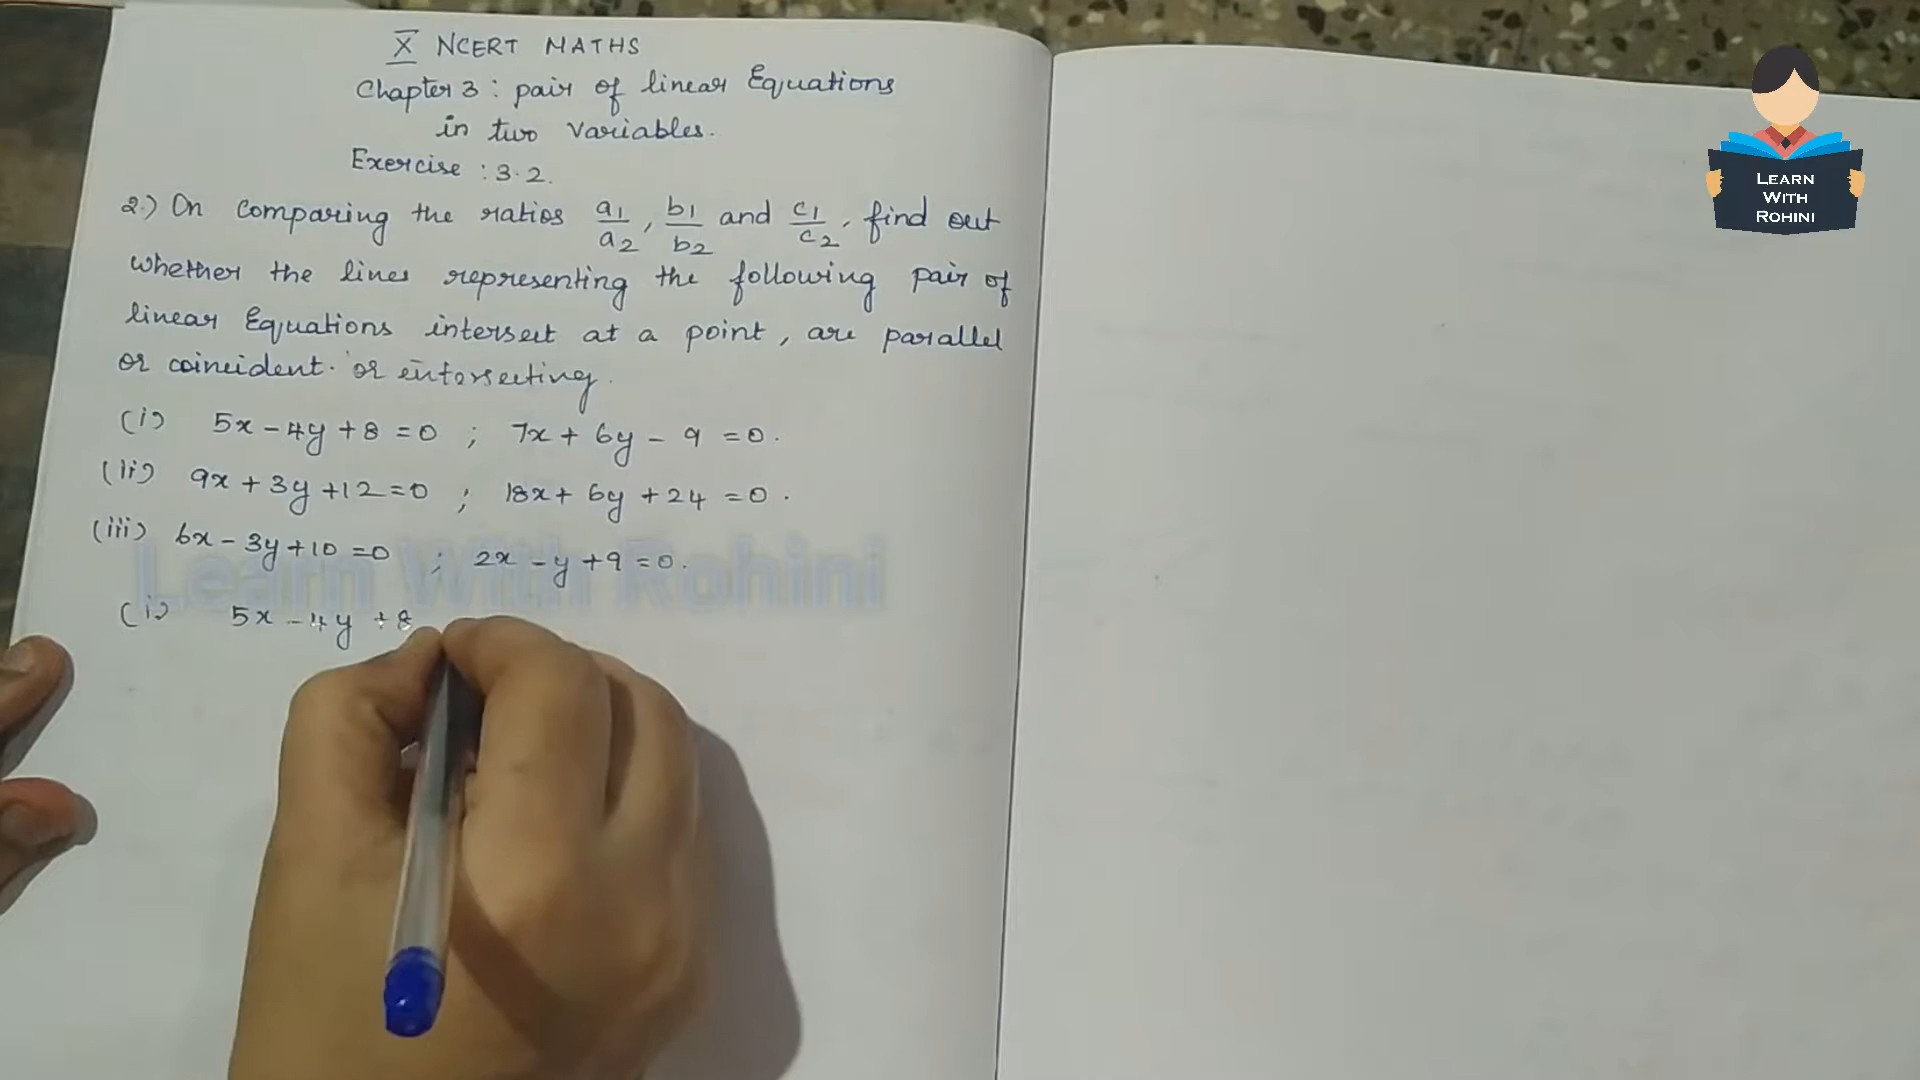 X NCERT MATHS
Chapter 3 : pair of linear Equations
in two variables.
Exercise : 3.2.
2.) On comparing the ratios a1/a2, b1/b2 and c1/c2, find out
whether the lines representing the following pair of
linear Equations intersect at a point, are parallel
or coincident. or intersecting.
(i) 5x - 4y + 8 = 0 ; 7x + 6y - 9 = 0.
(ii) 9x + 3y + 12 = 0 ; 18x + 6y + 24 = 0.
(iii) 6x - 3y + 10 = 0 ; 2x - y + 9 = 0.
(i) 5x - 4y + 8
Learn With Rohini
LEARN
WITH
ROHINI